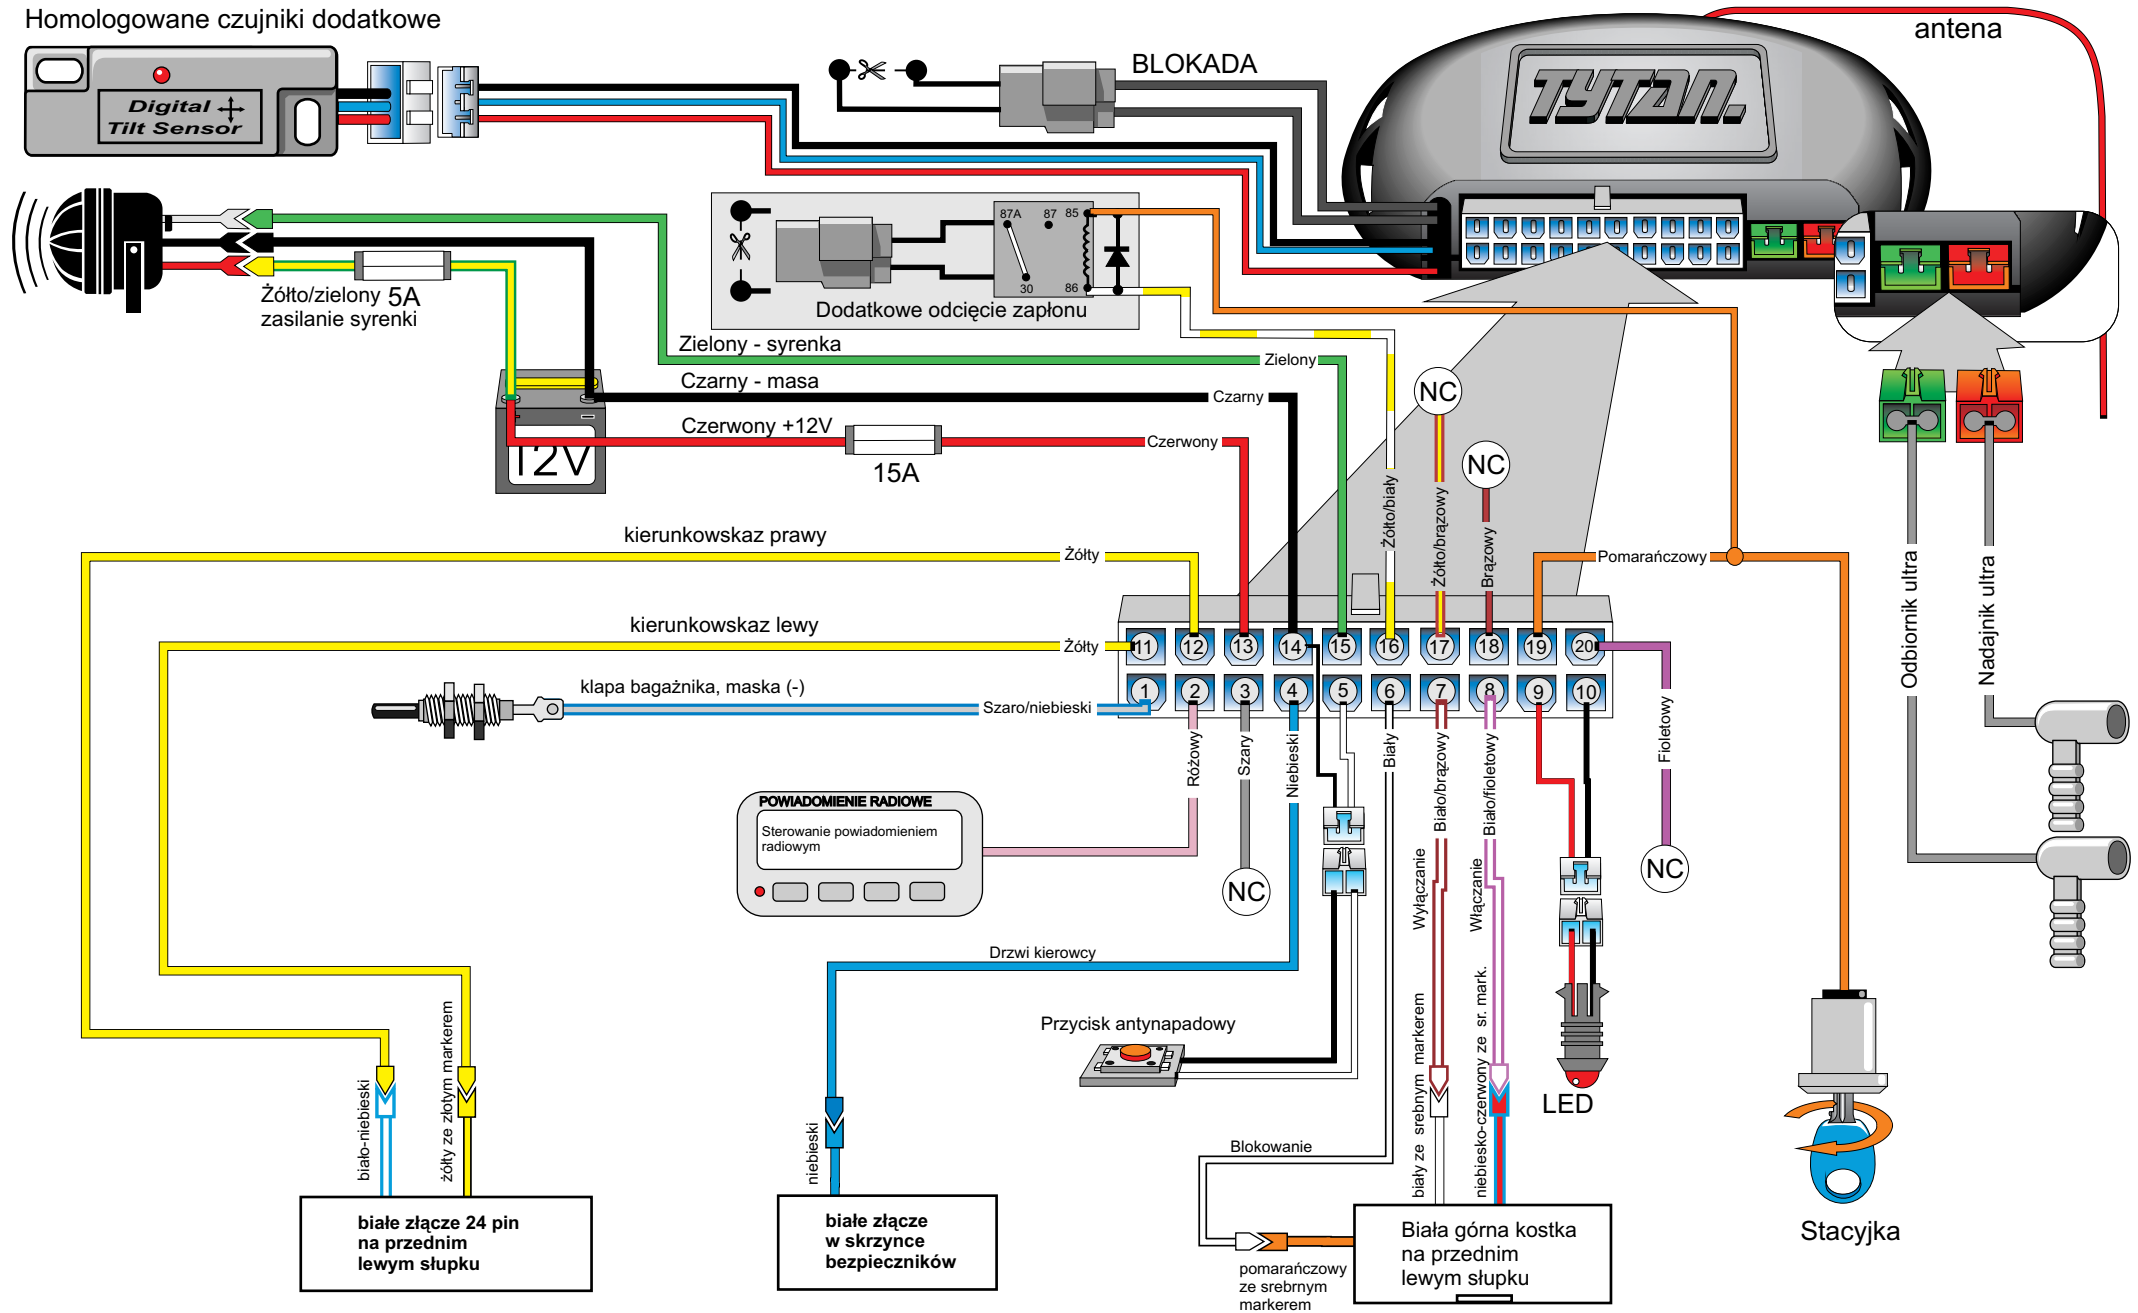 Homologowane czujniki dodatkowe
Digital
Tilt Sensor
BLOKADA
TYTAN.
antena
87A
87
85
30
86
Dodatkowe odcięcie zapłonu
Żółto/zielony 5A
zasilanie syrenki
Zielony - syrenka
Zielony
Czarny - masa
Czarny
Czerwony +12V
Czerwony
15A
12V
NC
NC
Żółto/biały
Żółto/brązowy
Brązowy
Pomarańczowy
Odbiornik ultra
Nadajnik ultra
kierunkowskaz prawy
Żółty
kierunkowskaz lewy
Żółty
11
12
13
14
15
16
17
18
19
20
1
2
3
4
5
6
7
8
9
10
klapa bagażnika, maska (-)
Szaro/niebieski
Różowy
Szary
Niebieski
Biały
Biało/brązowy
Biało/fioletowy
Fioletowy
POWIADOMIENIE RADIOWE
Sterowanie powiadomieniem
radiowym
NC
NC
Wyłączanie
Włączanie
Drzwi kierowcy
Przycisk antynapadowy
biały ze srebnym markerem
niebiesko-czerwony ze sr. mark.
LED
biało-niebieski
żółty ze złotym markerem
niebieski
Blokowanie
białe złącze 24 pin
na przednim
lewym słupku
białe złącze
w skrzynce
bezpieczników
pomarańczowy
ze srebrnym
markerem
Biała górna kostka
na przednim
lewym słupku
Stacyjka